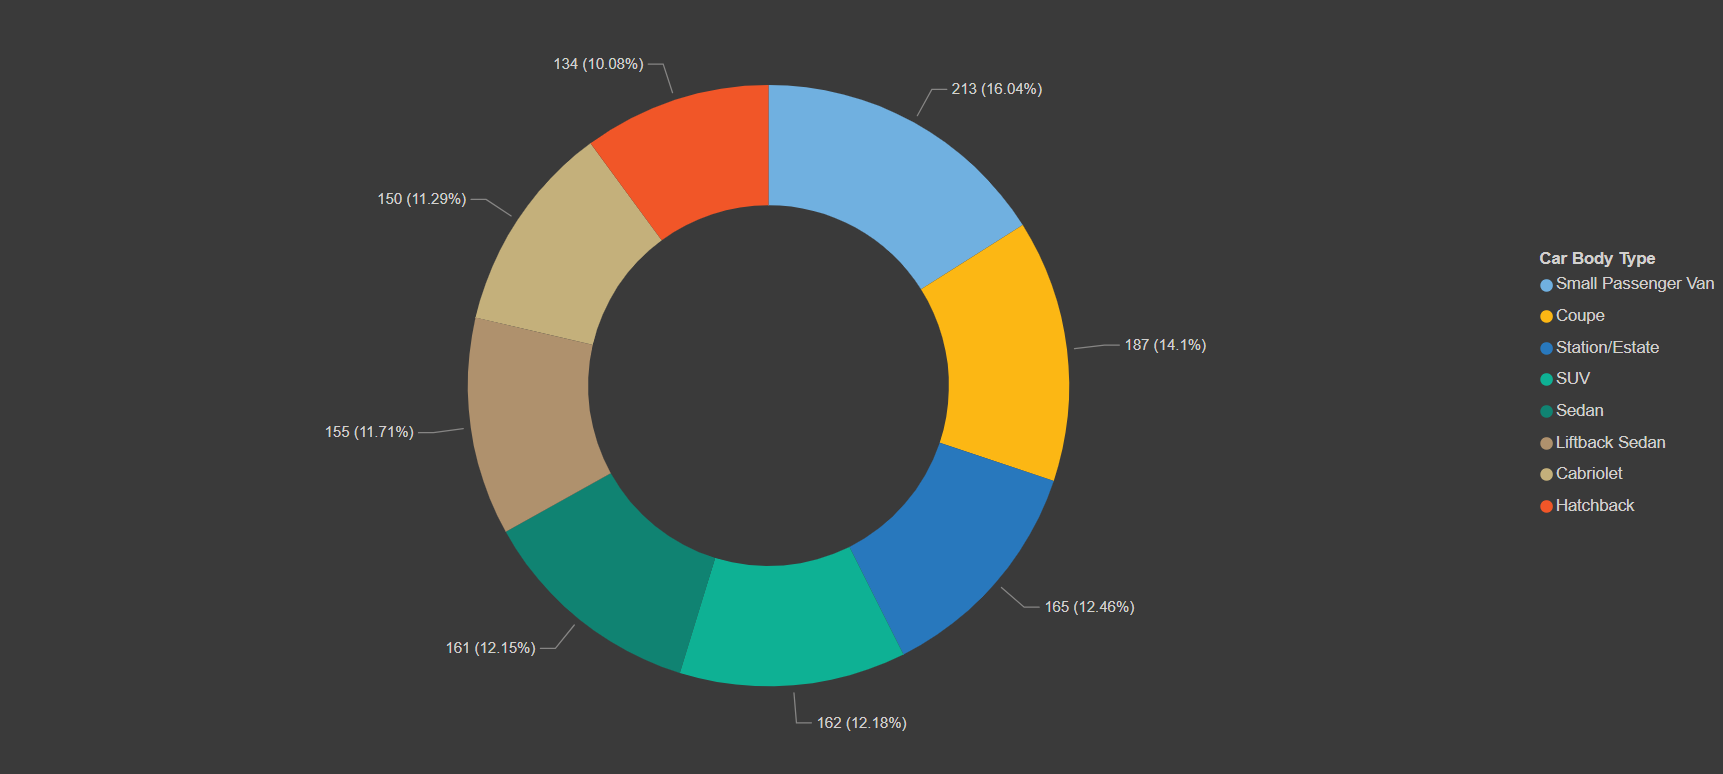 134 (10.08%)
213 (16.04%)
150 (11.29%)
187 (14.1%)
155 (11.71%)
165 (12.46%)
161 (12.15%)
162 (12.18%)
Car Body Type
Small Passenger Van
Coupe
Station/Estate
SUV
Sedan
Liftback Sedan
Cabriolet
Hatchback